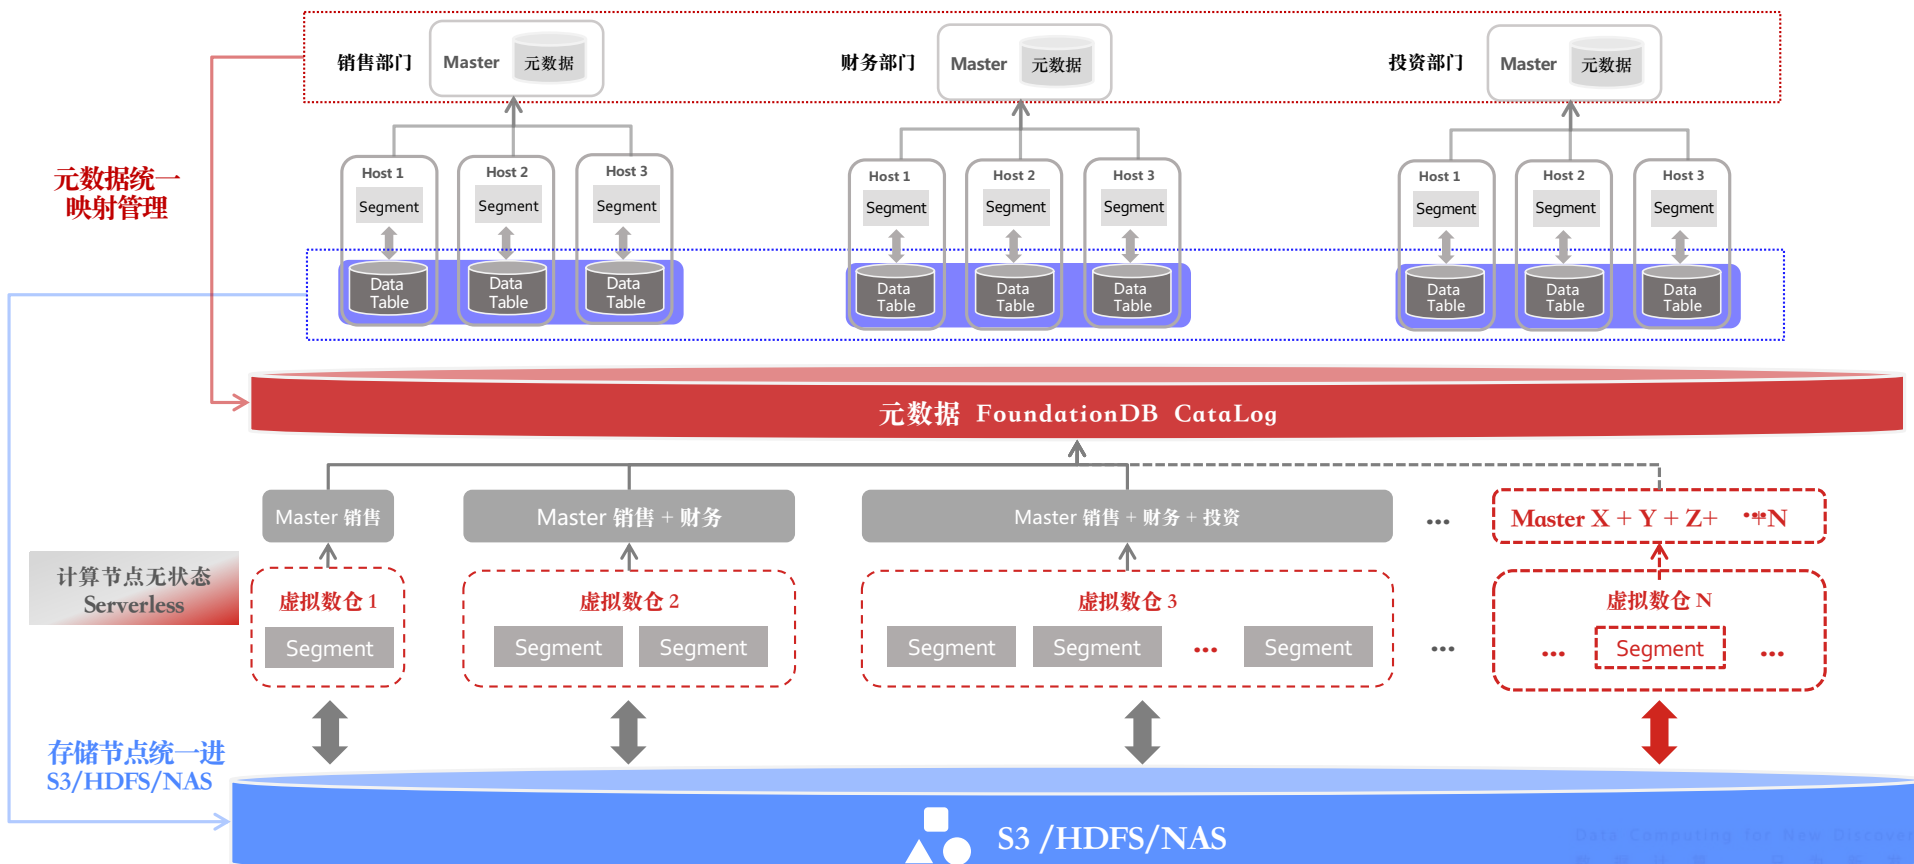 销售部门
Master
元数据
财务部门
Master
元数据
投资部门
Master
元数据
Host 1
Host 2
Host 3
Segment
Segment
Segment
Data
Table
Data
Table
Data
Table
Host 1
Host 2
Host 3
Segment
Segment
Segment
Data
Table
Data
Table
Data
Table
Host 1
Host 2
Host 3
Segment
Segment
Segment
Data
Table
Data
Table
Data
Table
元数据统一
映射管理
元数据 FoundationDB CataLog
Master 销售
Master 销售 + 财务
Master 销售 + 财务 + 投资
...
Master X + Y + Z+ ...+N
计算节点无状态
Serverless
虚拟数仓 1
Segment
虚拟数仓 2
Segment
Segment
虚拟数仓 3
Segment
Segment
...
Segment
...
虚拟数仓 N
...
Segment
...
存储节点统一进
S3/HDFS/NAS
S3 /HDFS/NAS
Data Computing for New